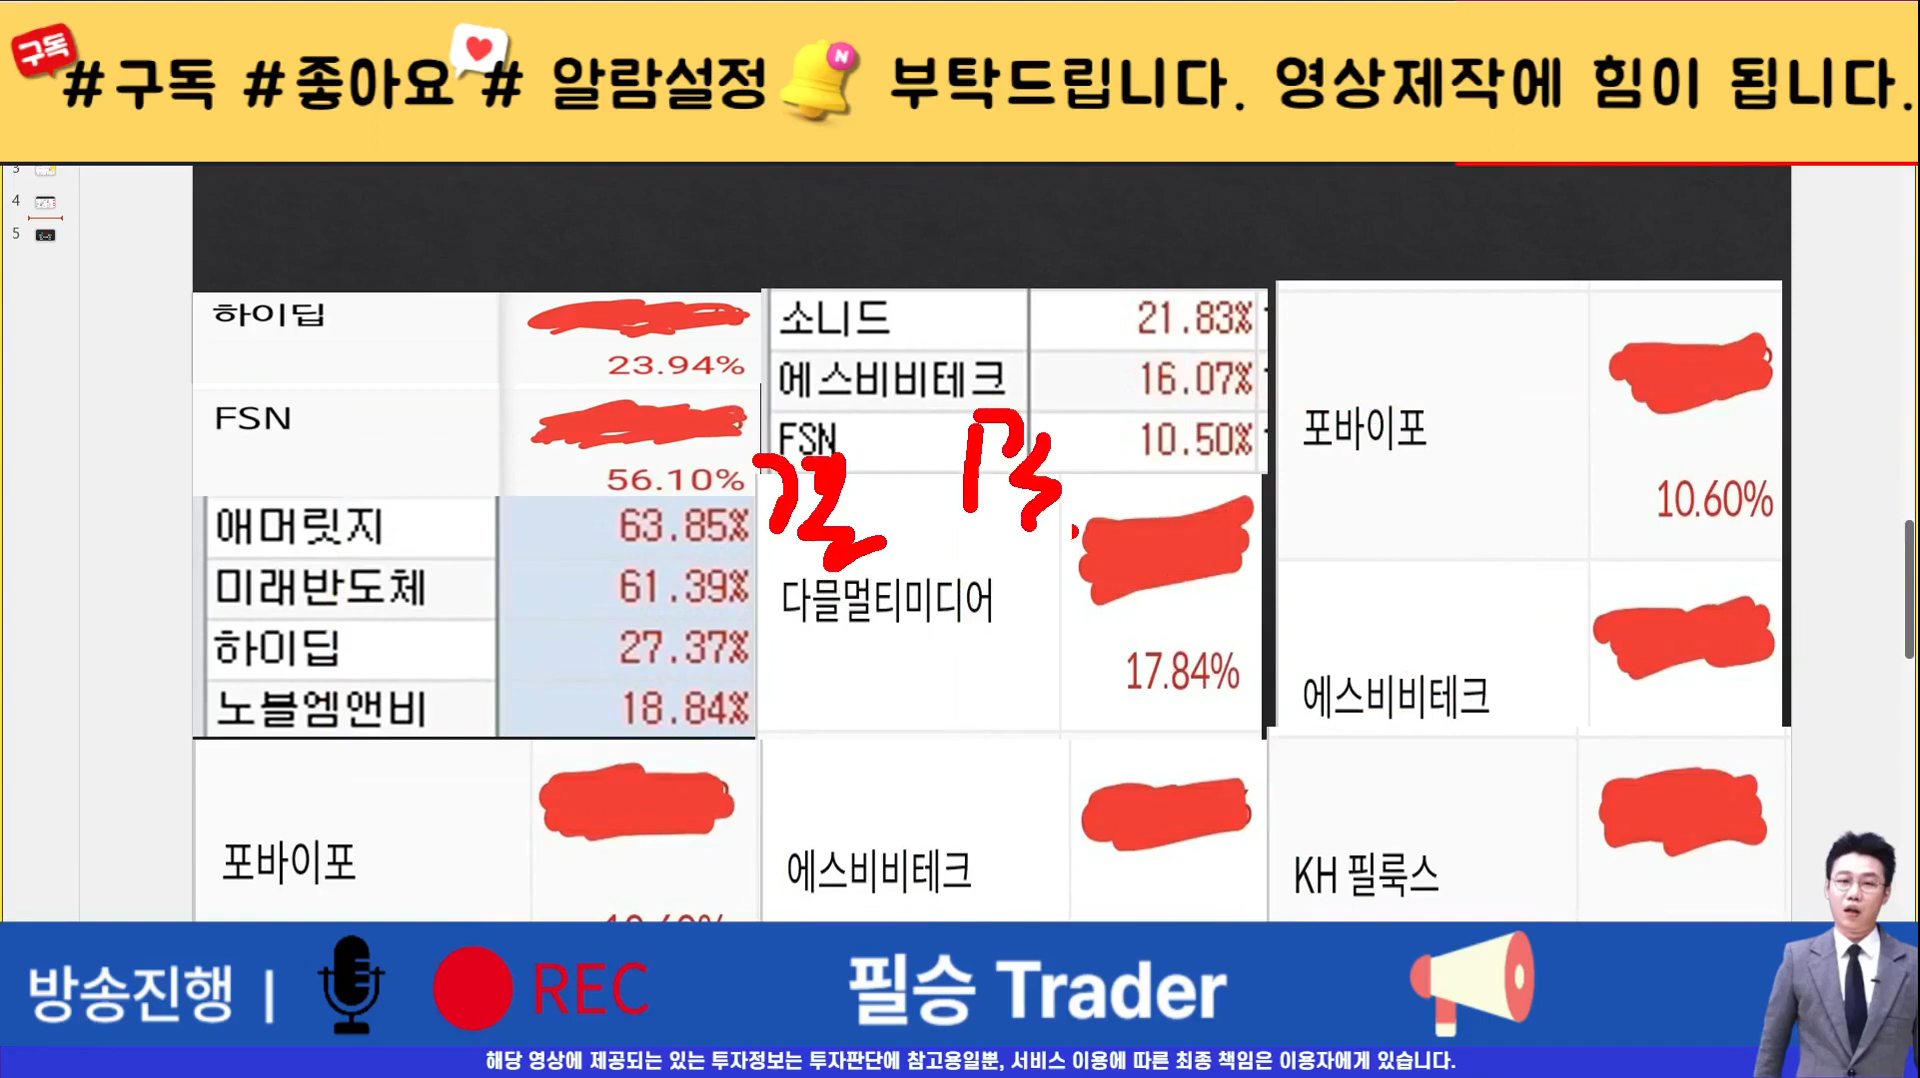 구독
#구독 #좋아요 # 알람설정 N 부탁드립니다. 영상제작에 힘이 됩니다.
3
4
5
하이딥
23.94%
FSN
56.10%
애머릿지 63.85%
미래반도체 61.39%
하이딥 27.37%
노블엠앤비 18.84%
소니드 21.83%
에스비비테크 16.07%
FSN 10.50%
다믈멀티미디어
17.84%
포바이포
10.60%
에스비비테크
포바이포
에스비비테크
KH 필룩스
방송진행 | REC 필승 Trader
해당 영상에 제공되는 있는 투자정보는 투자판단에 참고용일뿐, 서비스 이용에 따른 최종 책임은 이용자에게 있습니다.